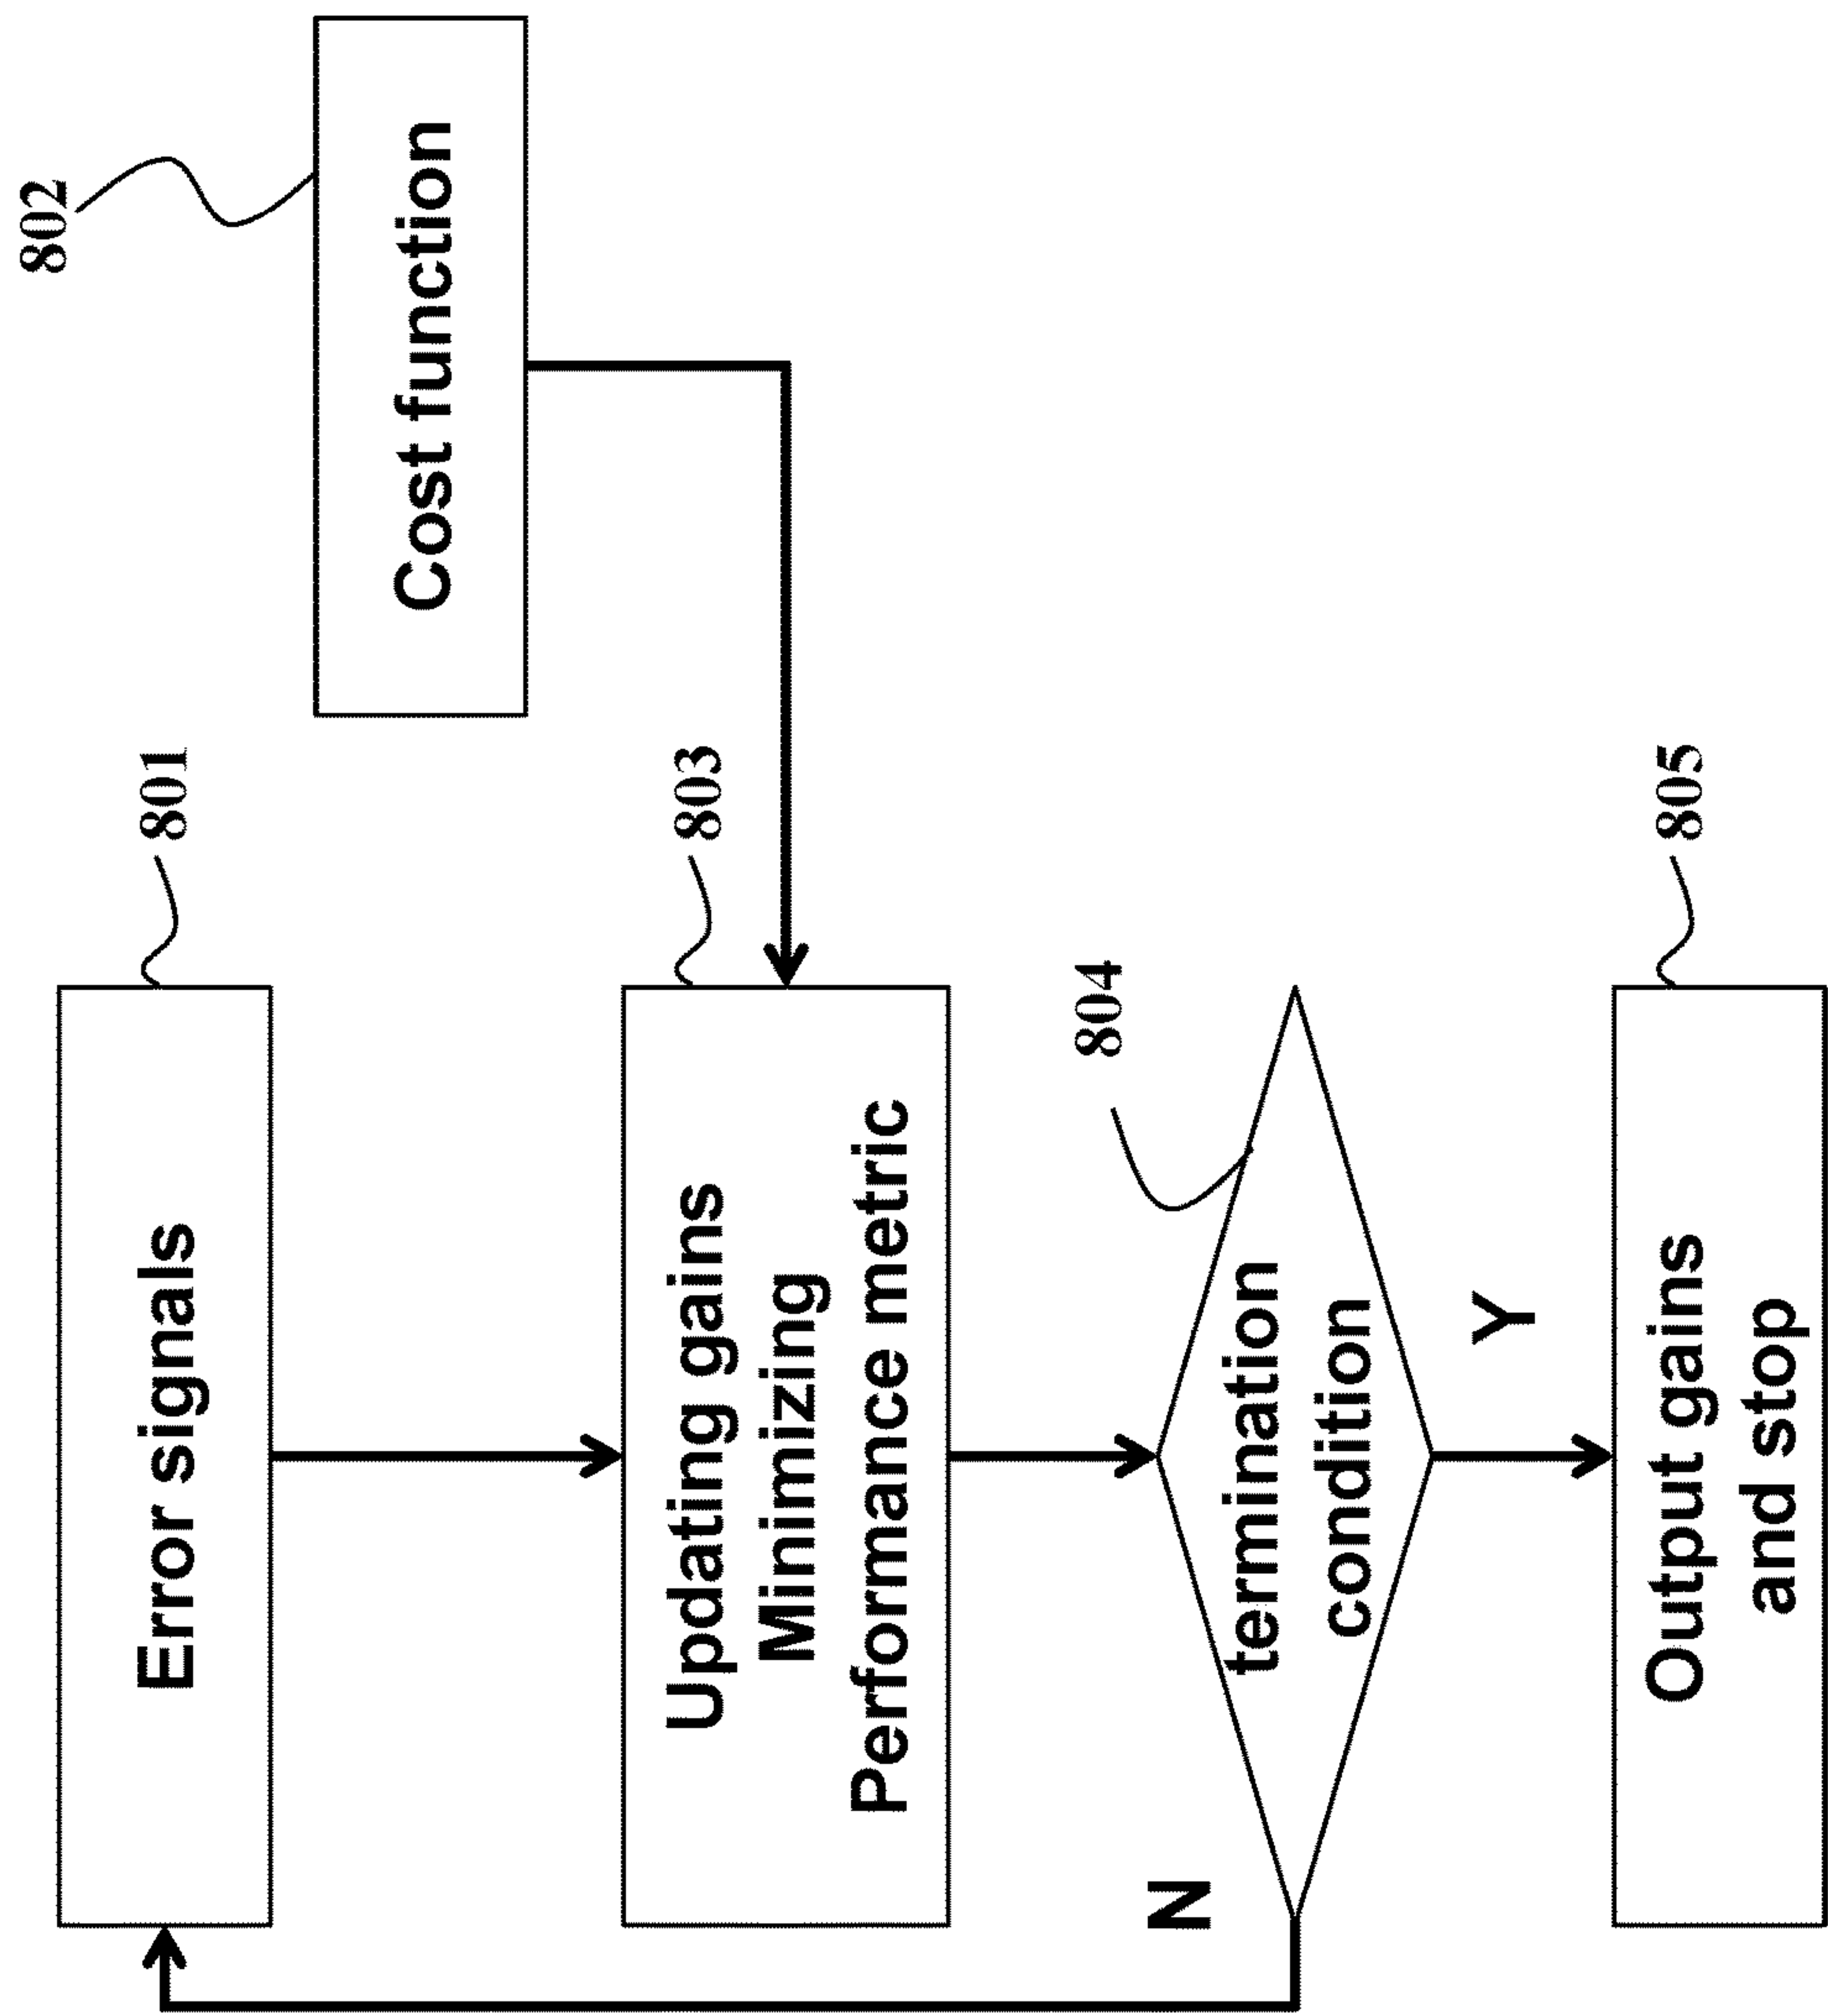 801
Error signals
802
Cost function
803
Updating gains
Minimizing
Performance metric
804
termination
condition
N
Y
805
Output gains
and stop